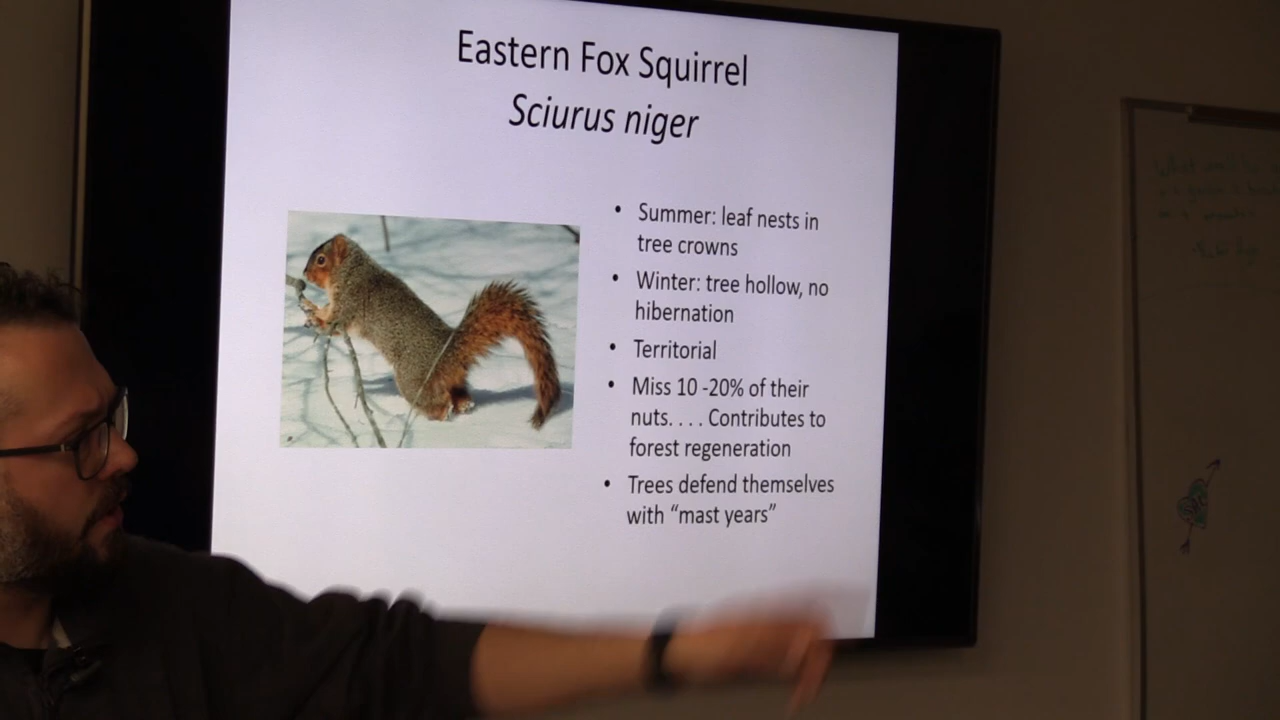 Eastern Fox Squirrel
Sciurus niger
• Summer: leaf nests in
tree crowns
• Winter: tree hollow, no
hibernation
• Territorial
• Miss 10 -20% of their
nuts. . . . Contributes to
forest regeneration
• Trees defend themselves
with “mast years”
What